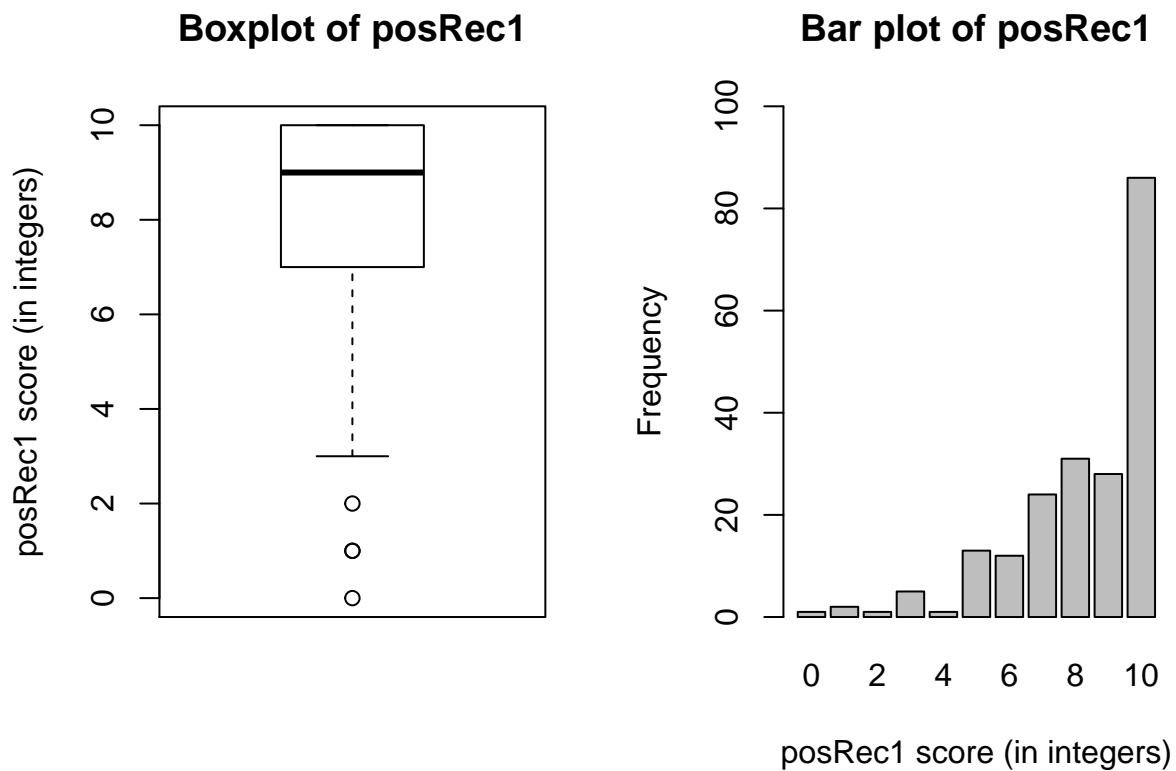 Boxplot of posRec1
posRec1 score (in integers)
10
8
6
4
2
0
Bar plot of posRec1
Frequency
100
80
60
40
20
0
0 2 4 6 8 10
posRec1 score (in integers)